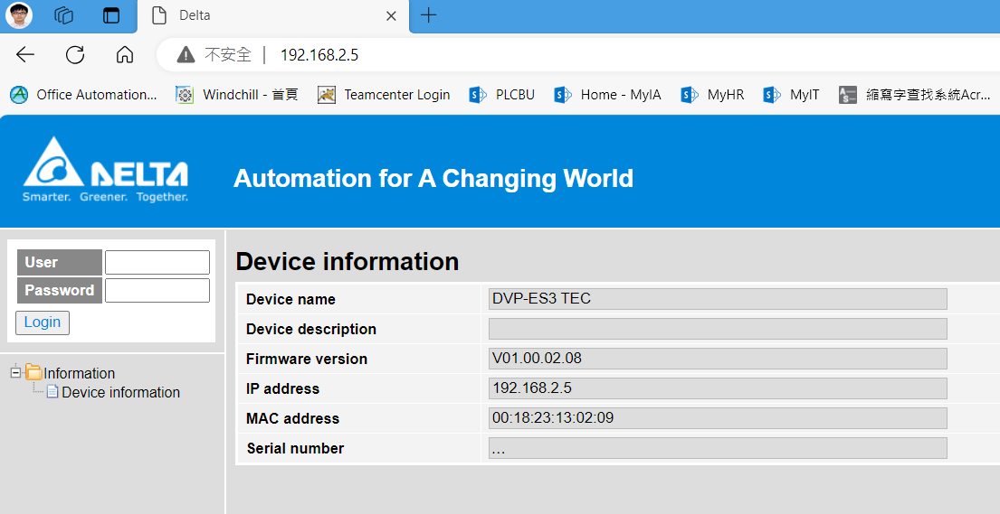 Delta
不安全 | 192.168.2.5
Office Automation... Windchill - 首頁 Teamcenter Login PLCBU Home - MyIA MyHR MyIT 縮寫字查找系統Acr...
DELTA
Smarter. Greener. Together.
Automation for A Changing World
User
Password
Login
Information
Device information
Device information
Device name DVP-ES3 TEC
Device description
Firmware version V01.00.02.08
IP address 192.168.2.5
MAC address 00:18:23:13:02:09
Serial number ...